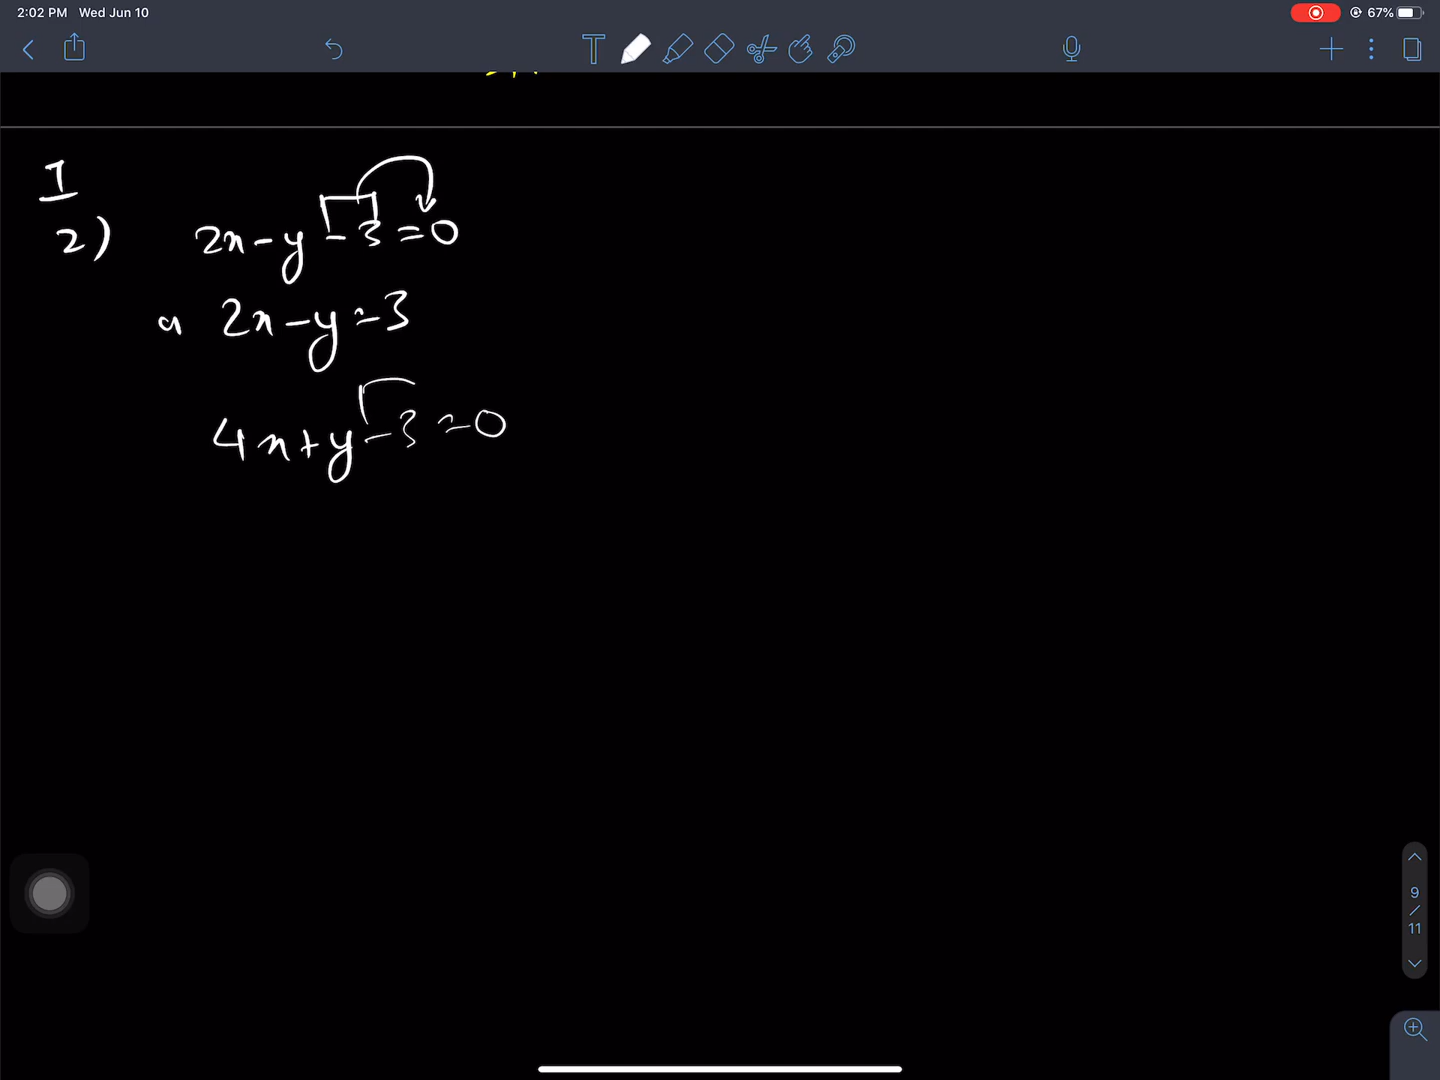 2:02 PM Wed Jun 10
67%
I
2) 2x-y-3=0
a 2x-y=3
4x+y-3=0
9
/
11